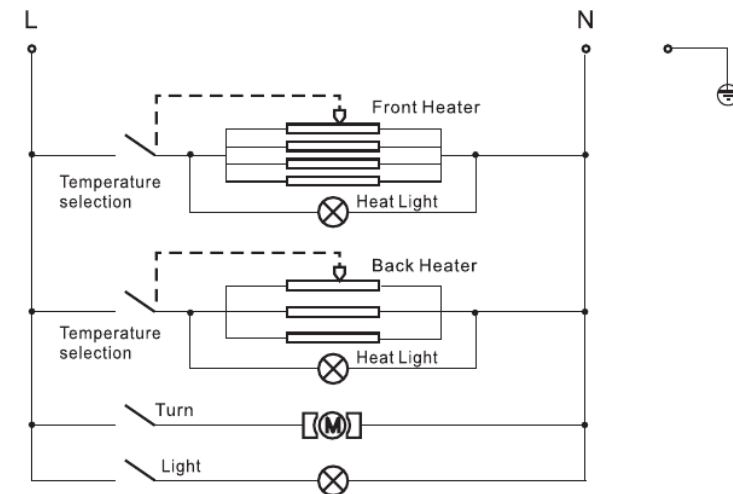 L
N
Front Heater
Temperature
selection
Heat Light
Back Heater
Temperature
selection
Heat Light
Turn
M
Light